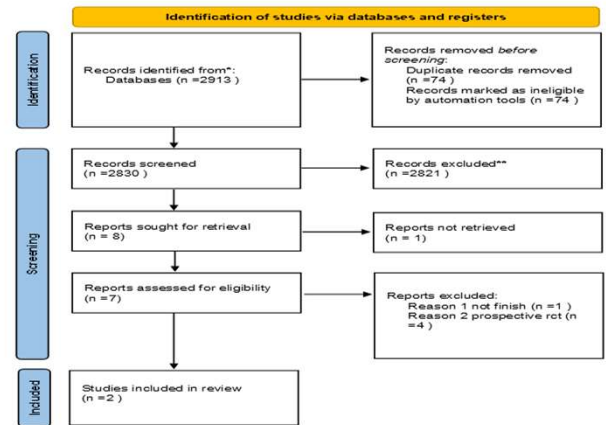 Identification of studies via databases and registers
Identification
Records identified from*:
Databases (n =2913 )
Records removed before
screening:
Duplicate records removed
(n =74 )
Records marked as ineligible
by automation tools (n =74 )
Screening
Records screened
(n =2830 )
Records excluded**
(n =2821 )
Reports sought for retrieval
(n = 8)
Reports not retrieved
(n = 1)
Reports assessed for eligibility
(n =7)
Reports excluded:
Reason 1 not finish (n =1 )
Reason 2 prospective rct (n
=4 )
Included
Studies included in review
(n =2 )